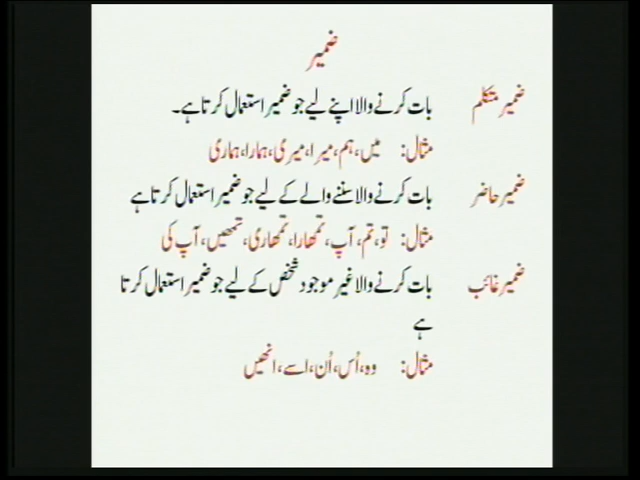 ضمیر
ضمیر متکلم بات کرنے والا اپنے لیے جو ضمیر استعمال کرتا ہے۔
مثال: میں، ہم، میرا، میری، ہمارا، ہماری
ضمیر حاضر بات کرنے والا سننے والے کے لیے جو ضمیر استعمال کرتا ہے
مثال: تو، تم، آپ، تمھارا، تمھاری، تمھیں، آپ کی
ضمیر غائب بات کرنے والا غیر موجود شخص کے لیے جو ضمیر استعمال کرتا
ہے
مثال: وہ، اُس، اُن، اسے، انھیں